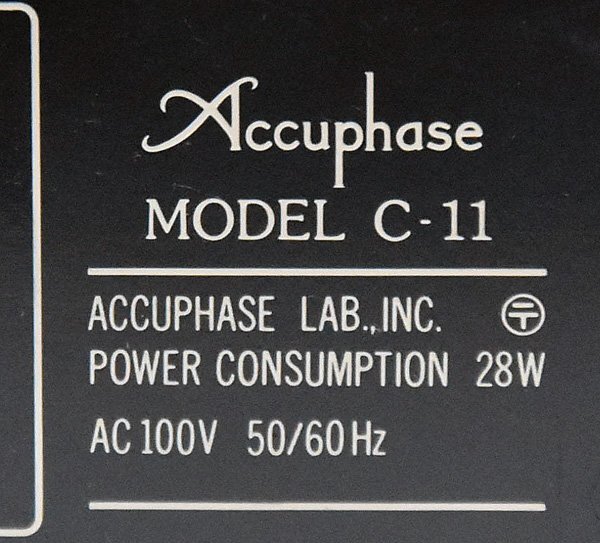 Accuphase
MODEL C-11
ACCUPHASE LAB.,INC. 〒
POWER CONSUMPTION 28W
AC 100V 50/60Hz